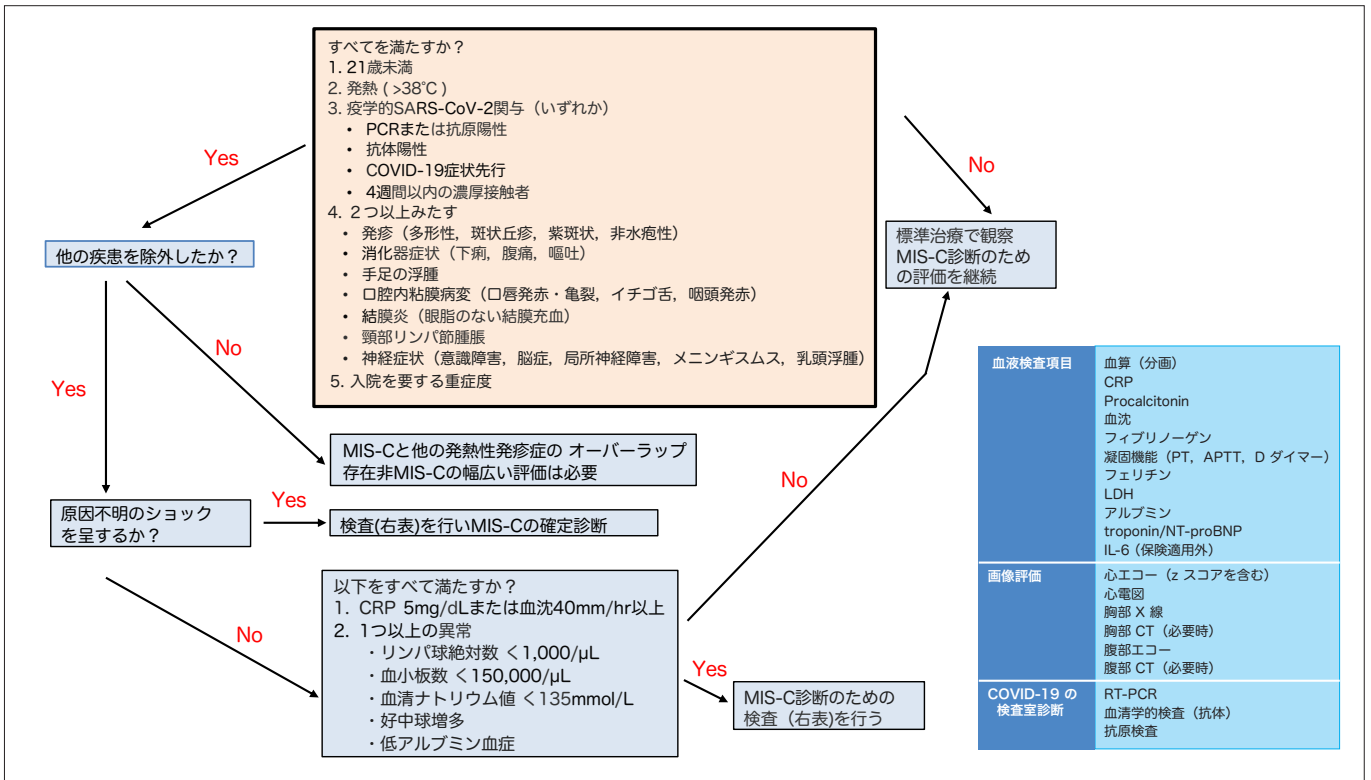 すべてを満たすか？
1. 21歳未満
2. 発熱 ( >38℃ )
3. 疫学的SARS-CoV-2関与（いずれか）
• PCRまたは抗原陽性
• 抗体陽性
• COVID-19症状先行
• 4週間以内の濃厚接触者
4. ２つ以上みたす
• 発疹（多形性，斑状丘疹，紫斑状，非水疱性）
• 消化器症状（下痢，腹痛，嘔吐）
• 手足の浮腫
• 口腔内粘膜病変（口唇発赤・亀裂，イチゴ舌，咽頭発赤）
• 結膜炎（眼脂のない結膜充血）
• 頸部リンパ節腫脹
• 神経症状（意識障害，脳症，局所神経障害，メニンギスムス，乳頭浮腫）
5. 入院を要する重症度
Yes
No
他の疾患を除外したか？
標準治療で観察
MIS-C診断のため
の評価を継続
Yes
No
MIS-Cと他の発熱性発疹症の オーバーラップ
存在非MIS-Cの幅広い評価は必要
原因不明のショック
を呈するか？
Yes
検査(右表)を行いMIS-Cの確定診断
No
以下をすべて満たすか？
1. CRP 5mg/dLまたは血沈40mm/hr以上
2. 1つ以上の異常
・リンパ球絶対数 <1,000/μL
・血小板数 <150,000/μL
・血清ナトリウム値 <135mmol/L
・好中球増多
・低アルブミン血症
No
Yes
MIS-C診断のための
検査（右表)を行う
血液検査項目
血算（分画）
CRP
Procalcitonin
血沈
フィブリノーゲン
凝固機能（PT，APTT，D ダイマー）
フェリチン
LDH
アルブミン
troponin/NT-proBNP
IL-6（保険適用外）
画像評価
心エコー（z スコアを含む）
心電図
胸部 X 線
胸部 CT（必要時）
腹部エコー
腹部 CT（必要時）
COVID-19 の
検査室診断
RT-PCR
血清学的検査（抗体）
抗原検査